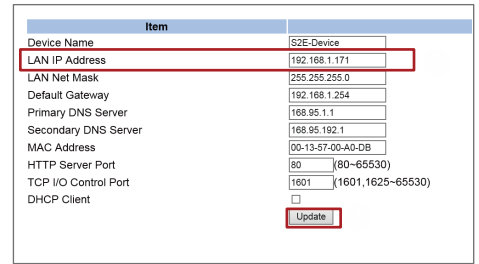 Item
Device Name S2E-Device
LAN IP Address 192.168.1.171
LAN Net Mask 255.255.255.0
Default Gateway 192.168.1.254
Primary DNS Server 168.95.1.1
Secondary DNS Server 168.95.192.1
MAC Address 00-13-57-00-A0-DB
HTTP Server Port 80 (80~65530)
TCP I/O Control Port 1601 (1601,1625~65530)
DHCP Client
Update